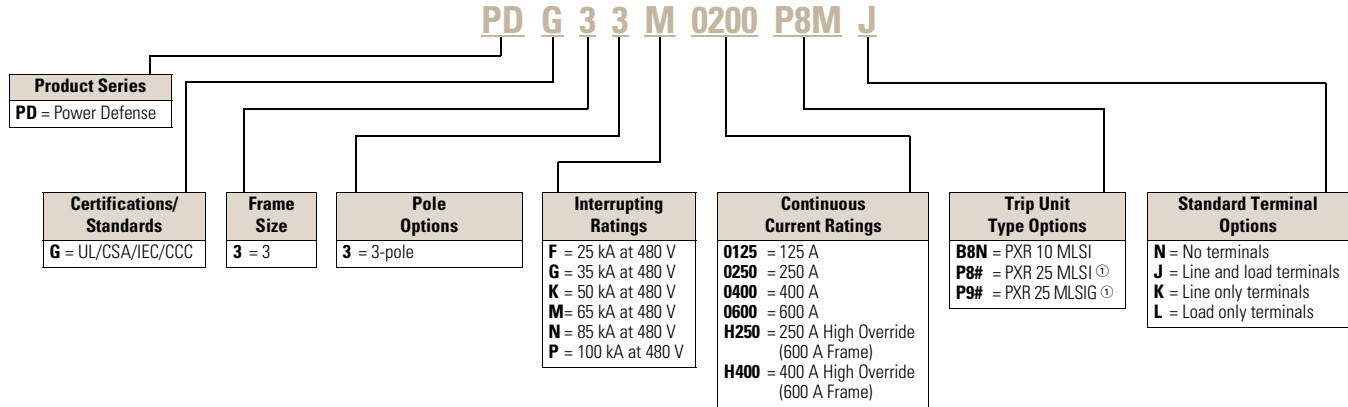 PD G 3 3 M 0200 P8M J
Product Series
PD = Power Defense
Certifications/
Standards
G = UL/CSA/IEC/CCC
Frame
Size
3 = 3
Pole
Options
3 = 3-pole
Interrupting
Ratings
F = 25 kA at 480 V
G = 35 kA at 480 V
K = 50 kA at 480 V
M= 65 kA at 480 V
N = 85 kA at 480 V
P = 100 kA at 480 V
Continuous
Current Ratings
0125 = 125 A
0250 = 250 A
0400 = 400 A
0600 = 600 A
H250 = 250 A High Override
(600 A Frame)
H400 = 400 A High Override
(600 A Frame)
Trip Unit
Type Options
B8N = PXR 10 MLSI
P8# = PXR 25 MLSI ①
P9# = PXR 25 MLSIG ①
Standard Terminal
Options
N = No terminals
J = Line and load terminals
K = Line only terminals
L = Load only terminals